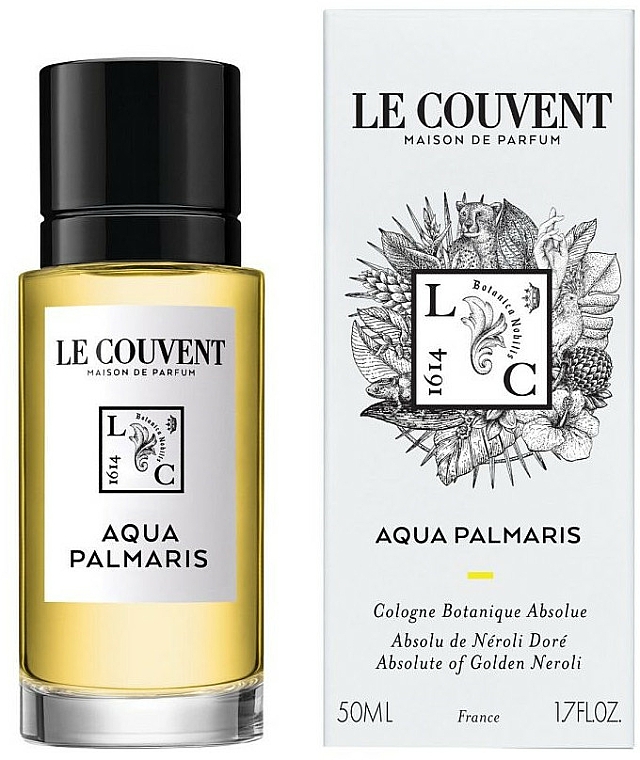 LE COUVENT
MAISON DE PARFUM
L
Botanica Nobilis
1614
C
AQUA
PALMARIS
LE COUVENT
MAISON DE PARFUM
L
Botanica Nobilis
1614
C
AQUA PALMARIS
Cologne Botanique Absolue
Absolu de Néroli Doré
Absolute of Golden Neroli
50ML France 1.7FL.OZ.